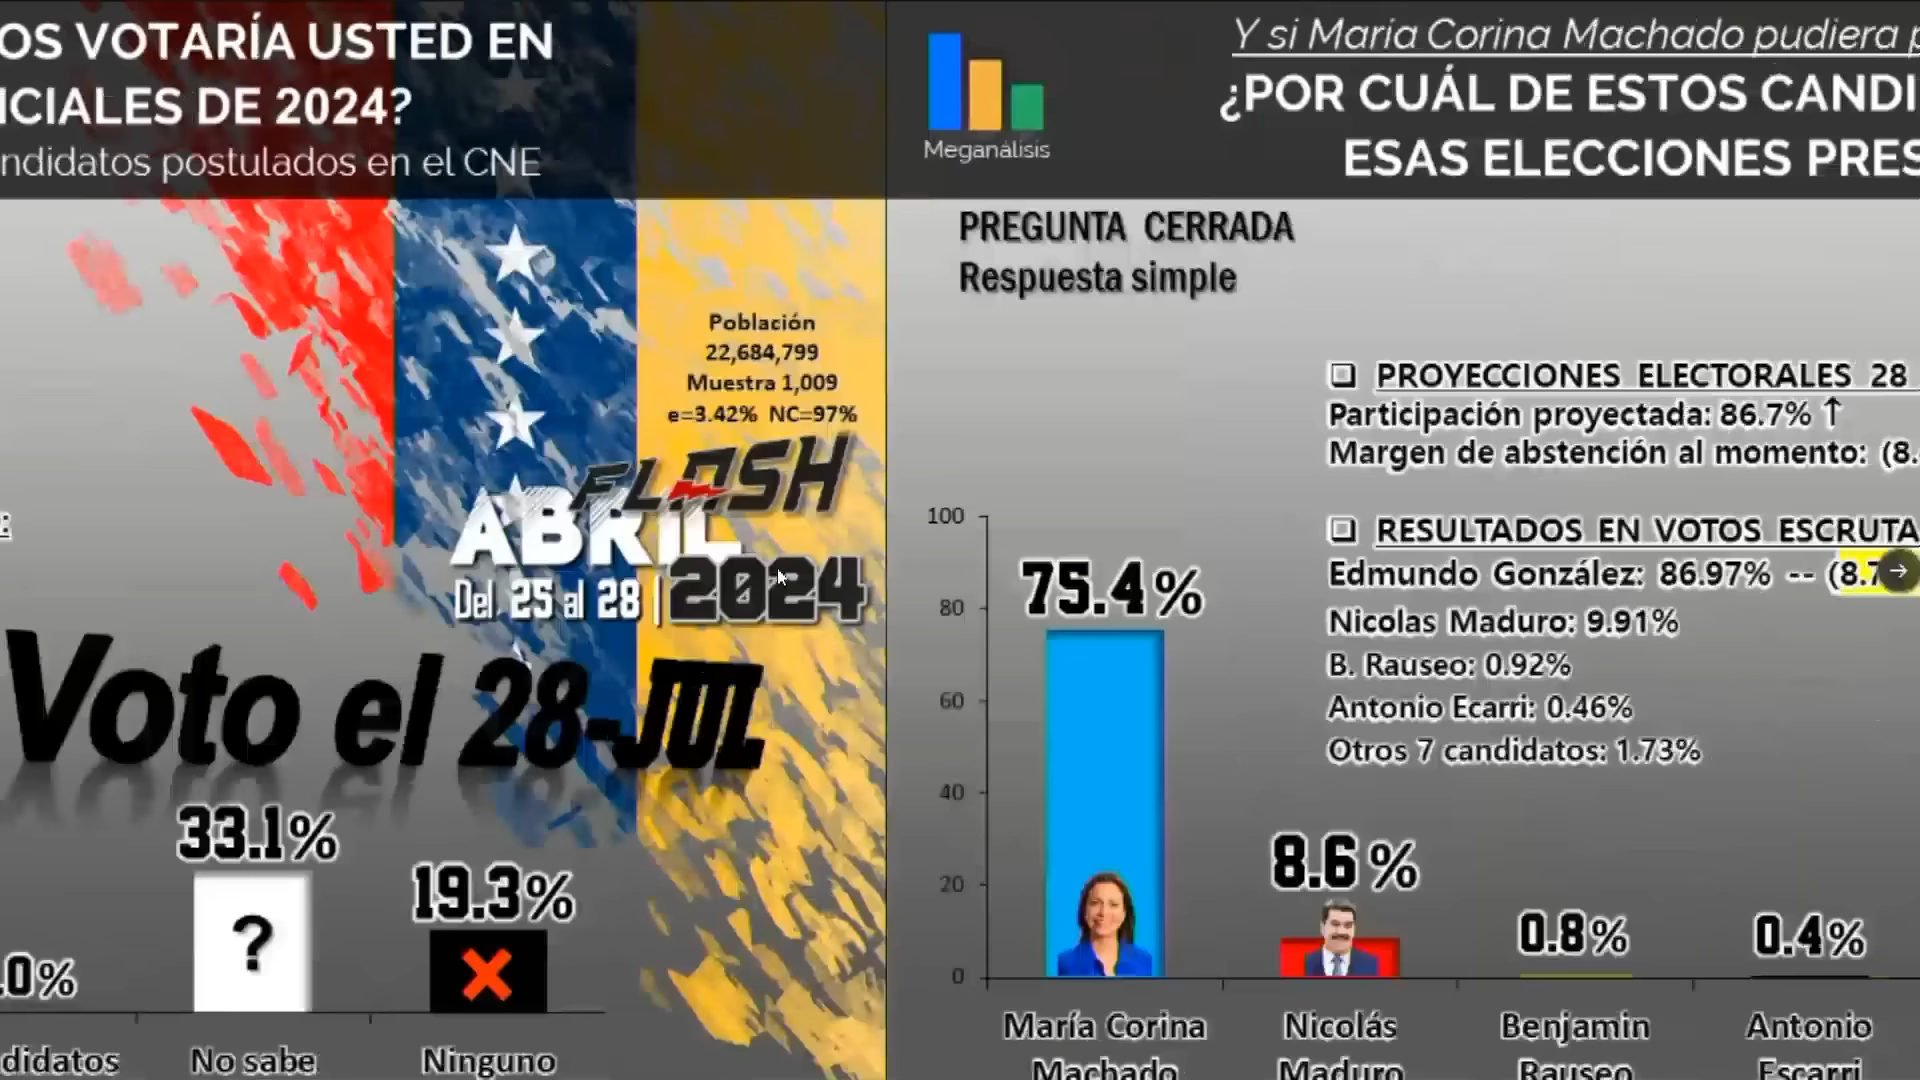 OS VOTARÍA USTED EN
ICIALES DE 2024?
ndidatos postulados en el CNE
Población
22,684,799
Muestra 1,009
e=3.42% NC=97%
FLASH
ABRIL
Del 25 al 28 | 2024
Voto el 28-JUL
33.1%
19.3%
.0%
?
didatos
No sabe
Ninguno
Meganálisis
Y si María Corina Machado pudiera p
¿POR CUÁL DE ESTOS CANDI
ESAS ELECCIONES PRES
PREGUNTA CERRADA
Respuesta simple
❑ PROYECCIONES ELECTORALES 28
Participación proyectada: 86.7% ↑
Margen de abstención al momento: (8.
❑ RESULTADOS EN VOTOS ESCRUTA
Edmundo González: 86.97% -- (8.7
Nicolas Maduro: 9.91%
B. Rauseo: 0.92%
Antonio Ecarri: 0.46%
Otros 7 candidatos: 1.73%
100
80
60
40
20
0
75.4%
8.6%
0.8%
0.4%
María Corina
Machado
Nicolás
Maduro
Benjamin
Rauseo
Antonio
Escarri